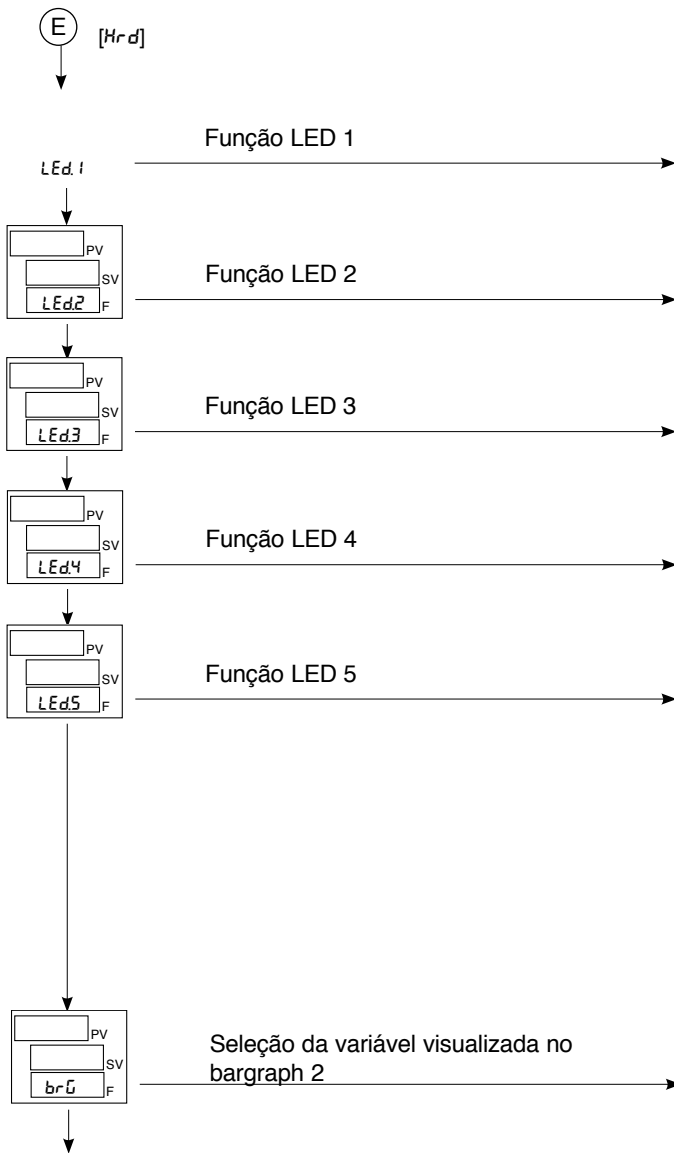 E [Hrd]
Função LED 1
LEd.1
PV
SV
Função LED 2
LEd.2 F
PV
SV
Função LED 3
LEd.3 F
PV
SV
Função LED 4
LEd.4 F
PV
SV
Função LED 5
LEd.5 F
PV
SV
Seleção da variável visualizada no
bargraph 2
brG F